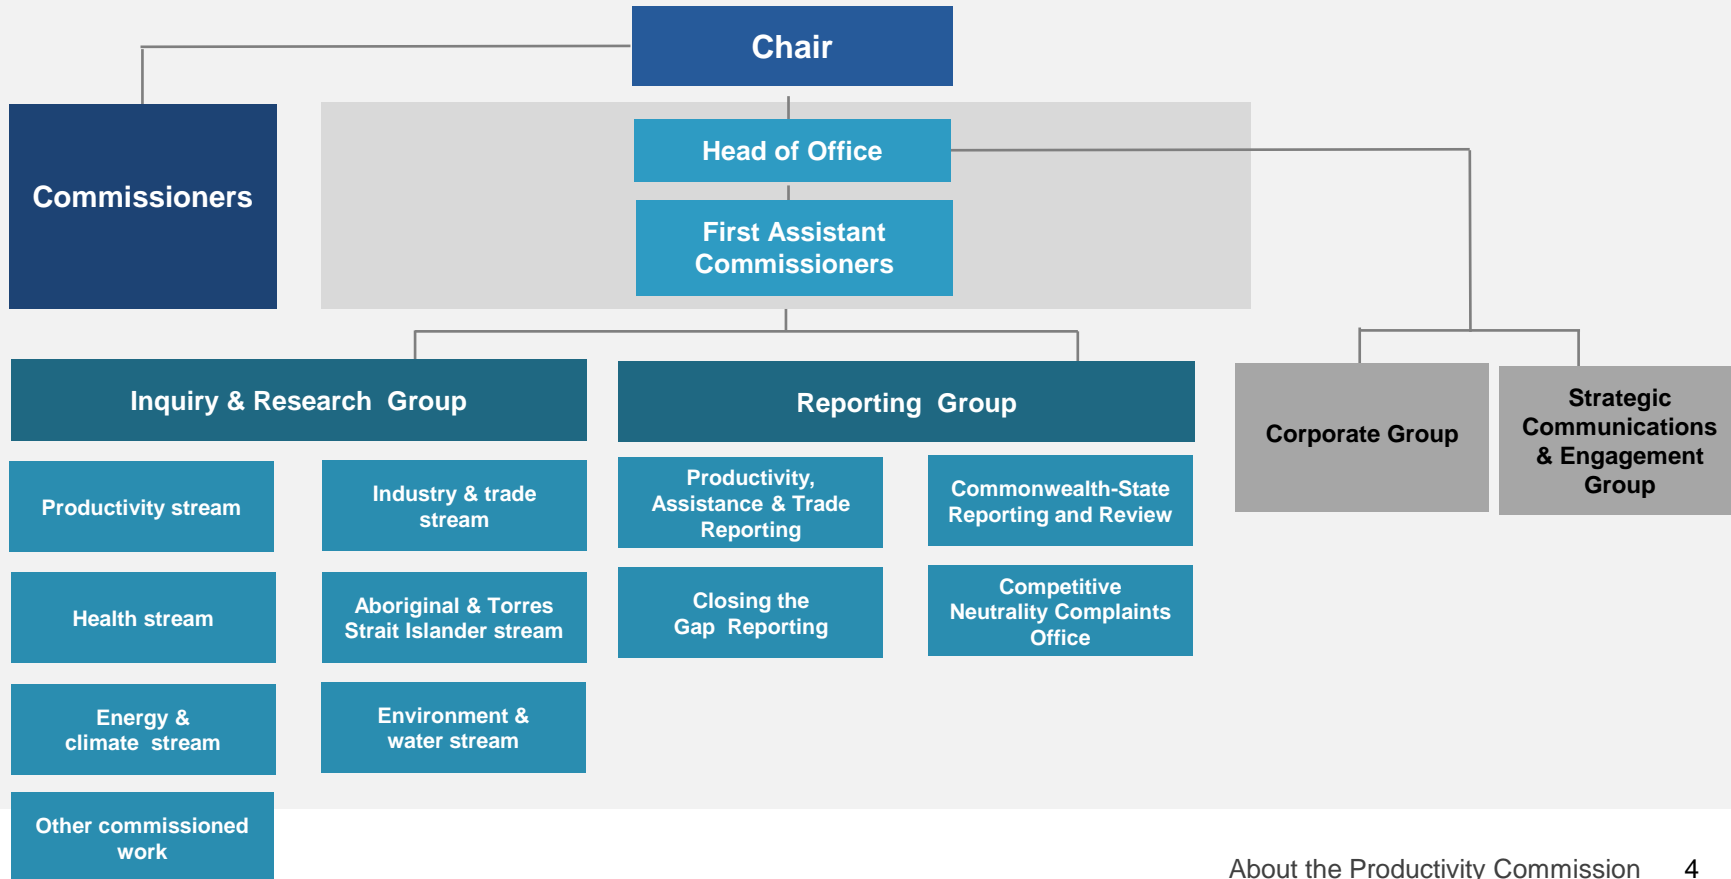 Chair
Commissioners
Head of Office
First Assistant
Commissioners
Inquiry & Research Group
Productivity stream
Industry & trade
stream
Health stream
Aboriginal & Torres
Strait Islander stream
Energy &
climate stream
Environment &
water stream
Other commissioned
work
Reporting Group
Productivity,
Assistance & Trade
Reporting
Commonwealth-State
Reporting and Review
Closing the
Gap Reporting
Competitive
Neutrality Complaints
Office
Corporate Group
Strategic
Communications
& Engagement
Group
About the Productivity Commission 4